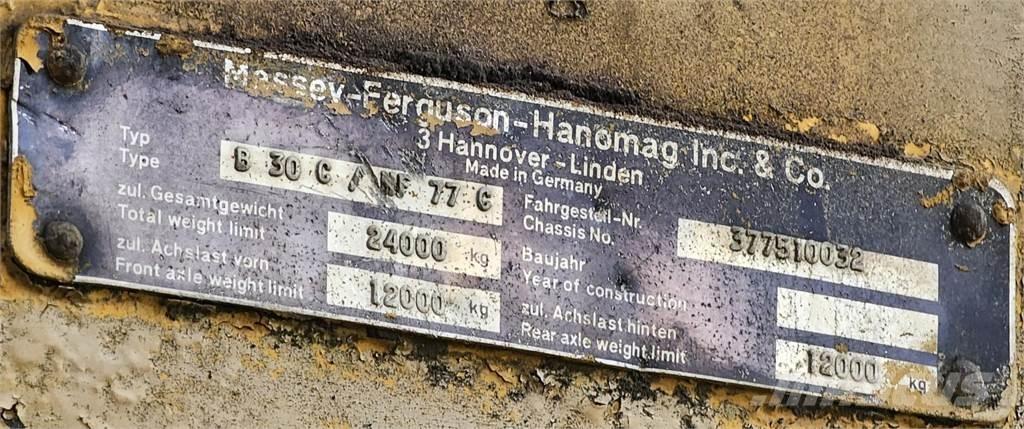 Massey-Ferguson-Hanomag Inc. & Co.
3 Hannover-Linden
Made in Germany
Typ
Type
B 30 C / MF 77 C
zul. Gesamtgewicht
Total weight limit
24000 kg
zul. Achslast vorn
Front axle weight limit
12000 kg
Fahrgestell-Nr.
Chassis No.
377510032
Baujahr
Year of construction
zul. Achslast hinten
Rear axle weight limit
12000 kg
MASCUS